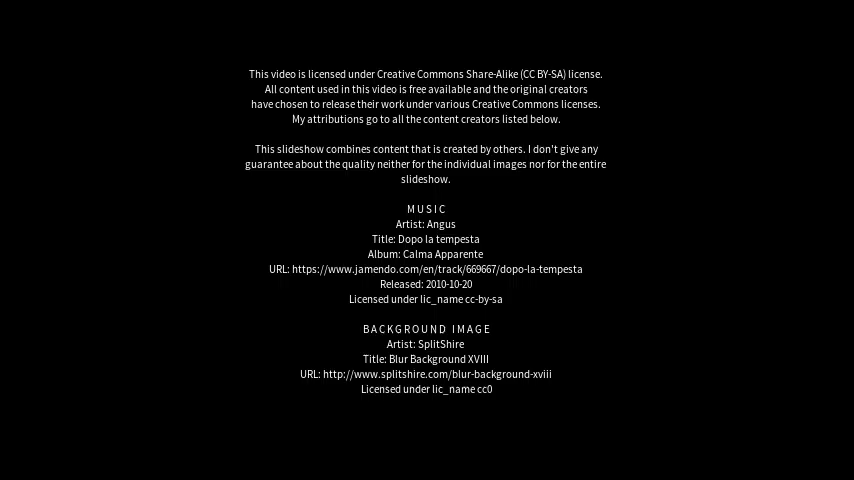 This video is licensed under Creative Commons Share-Alike (CC BY-SA) license.
All content used in this video is free available and the original creators
have chosen to release their work under various Creative Commons licenses.
My attributions go to all the content creators listed below.
This slideshow combines content that is created by others. I don't give any
guarantee about the quality neither for the individual images nor for the entire
slideshow.
MUSIC
Artist: Angus
Title: Dopo la tempesta
Album: Calma Apparente
URL: https://www.jamendo.com/en/track/669667/dopo-la-tempesta
Released: 2010-10-20
Licensed under lic_name cc-by-sa
BACKGROUND IMAGE
Artist: SplitShire
Title: Blur Background XVIII
URL: http://www.splitshire.com/blur-background-xviii
Licensed under lic_name cc0